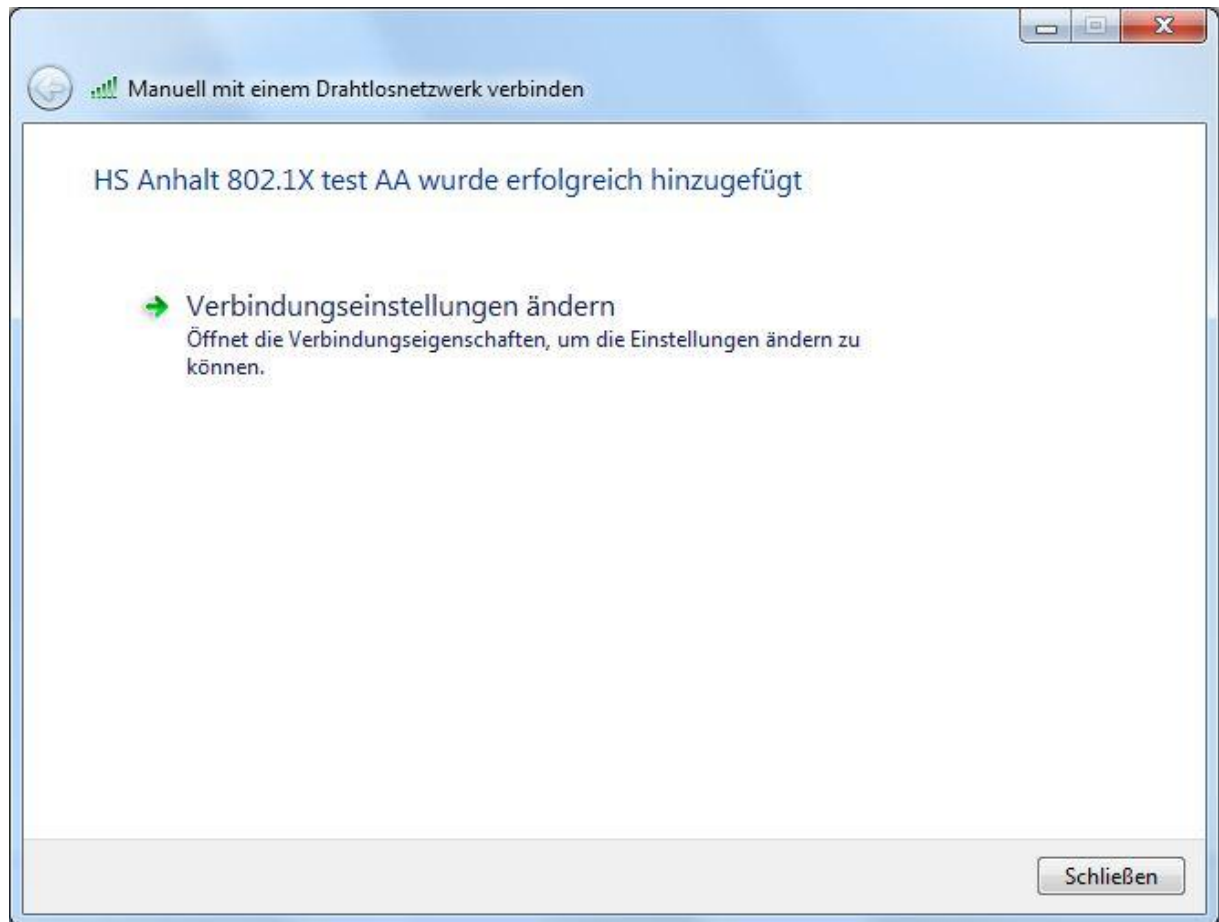 Manuell mit einem Drahtlosnetzwerk verbinden
HS Anhalt 802.1X test AA wurde erfolgreich hinzugefügt
Verbindungseinstellungen ändern
Öffnet die Verbindungseigenschaften, um die Einstellungen ändern zu
können.
Schließen